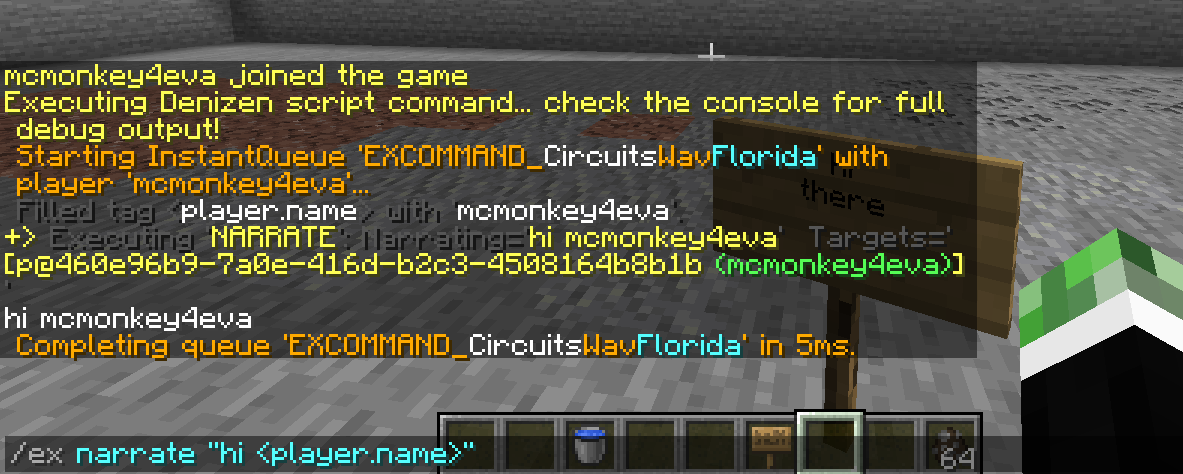 mcmonkey4eva joined the game
Executing Denizen script command... check the console for full
debug output!
Starting InstantQueue 'EXCOMMAND_CircuitsWavFlorida' with
player 'mcmonkey4eva'...
Filled tag <player.name> with 'mcmonkey4eva'.
+> Executing 'NARRATE': Narrating='hi mcmonkey4eva' Targets='
[p@460e96b9-7a0e-416d-b2c3-4508164b8b1b (mcmonkey4eva)]
'
hi mcmonkey4eva
Completing queue 'EXCOMMAND_CircuitsWavFlorida' in 5ms.
there
/ex narrate "hi <player.name>"
64